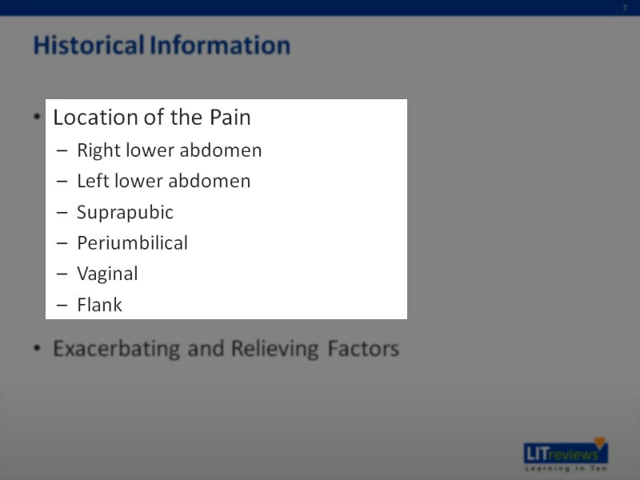 7
Historical Information
• Location of the Pain
– Right lower abdomen
– Left lower abdomen
– Suprapubic
– Periumbilical
– Vaginal
– Flank
• Exacerbating and Relieving Factors
LITreviews
Learning In Ten